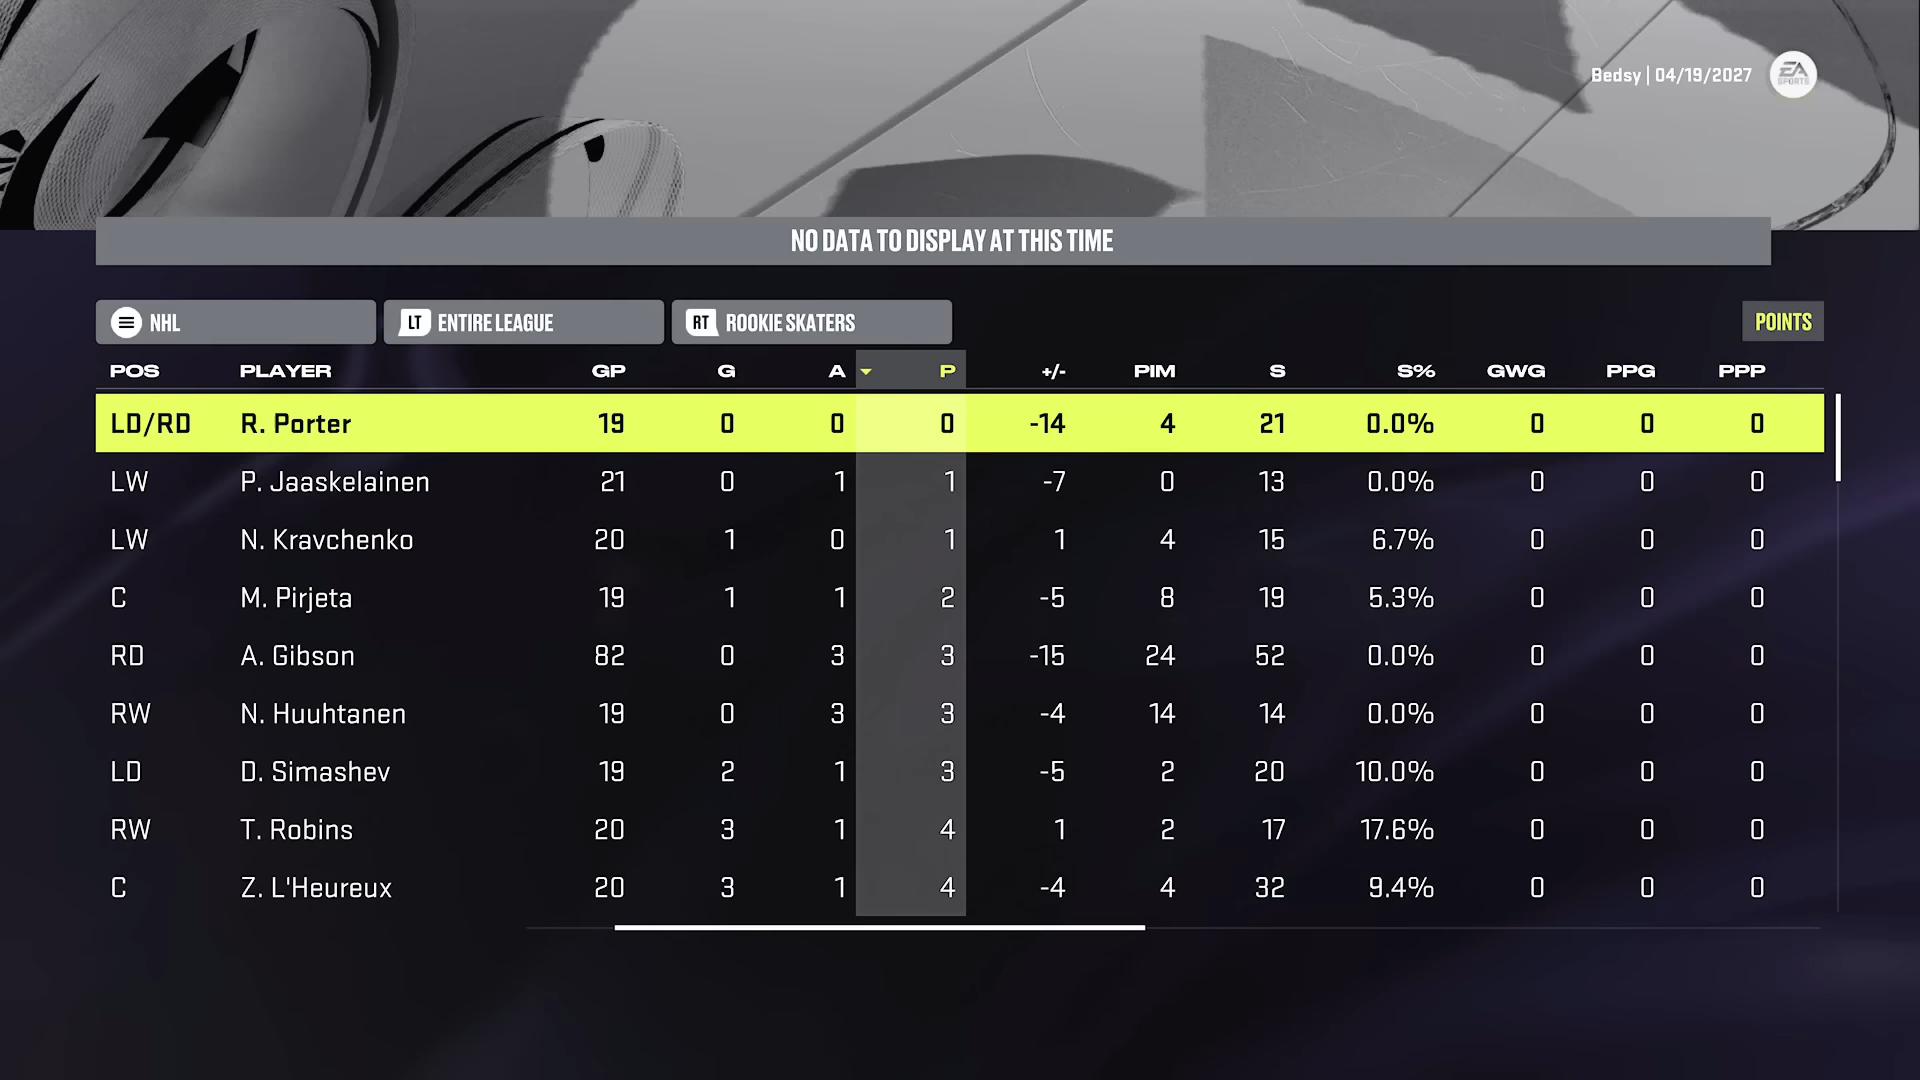 Bedsy | 04/19/2027 EA SPORTS
NO DATA TO DISPLAY AT THIS TIME
NHL LT ENTIRE LEAGUE RT ROOKIE SKATERS POINTS
POS PLAYER GP G A P +/- PIM S S% GWG PPG PPP
LD/RD R. Porter 19 0 0 0 -14 4 21 0.0% 0 0 0
LW P. Jaaskelainen 21 0 1 1 -7 0 13 0.0% 0 0 0
LW N. Kravchenko 20 1 0 1 1 4 15 6.7% 0 0 0
C M. Pirjeta 19 1 1 2 -5 8 19 5.3% 0 0 0
RD A. Gibson 82 0 3 3 -15 24 52 0.0% 0 0 0
RW N. Huuhtanen 19 0 3 3 -4 14 14 0.0% 0 0 0
LD D. Simashev 19 2 1 3 -5 2 20 10.0% 0 0 0
RW T. Robins 20 3 1 4 1 2 17 17.6% 0 0 0
C Z. L'Heureux 20 3 1 4 -4 4 32 9.4% 0 0 0